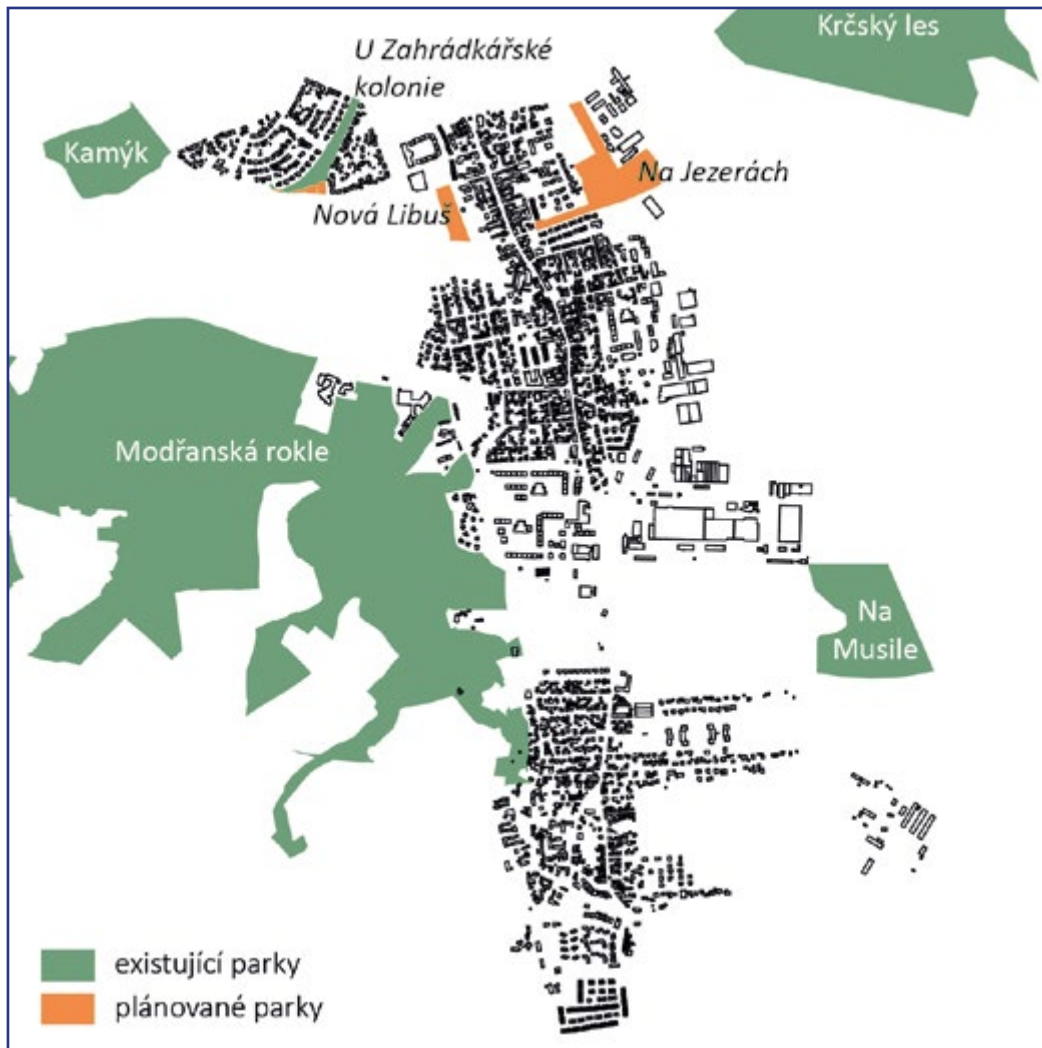 Krčský les
U Zahrádkářské
kolonie
Kamýk
Na Jezerách
Nová Libuš
Modřanská rokle
Na
Musile
existující parky
plánované parky